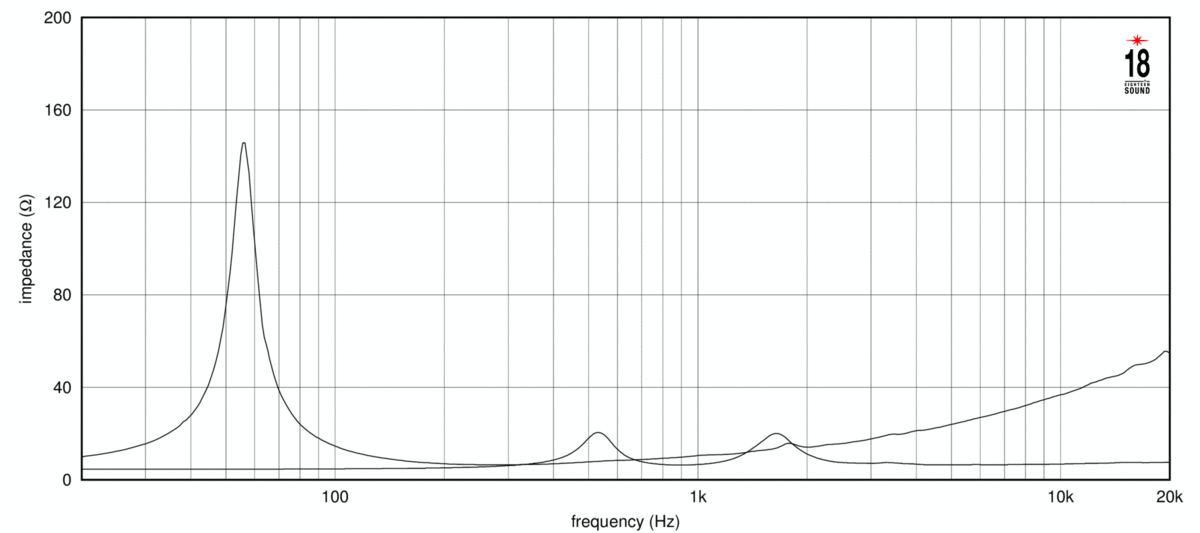 200
160
120
80
40
0
impedance (Ω)
100
1k
10k
20k
frequency (Hz)
18
EIGHTEEN
SOUND